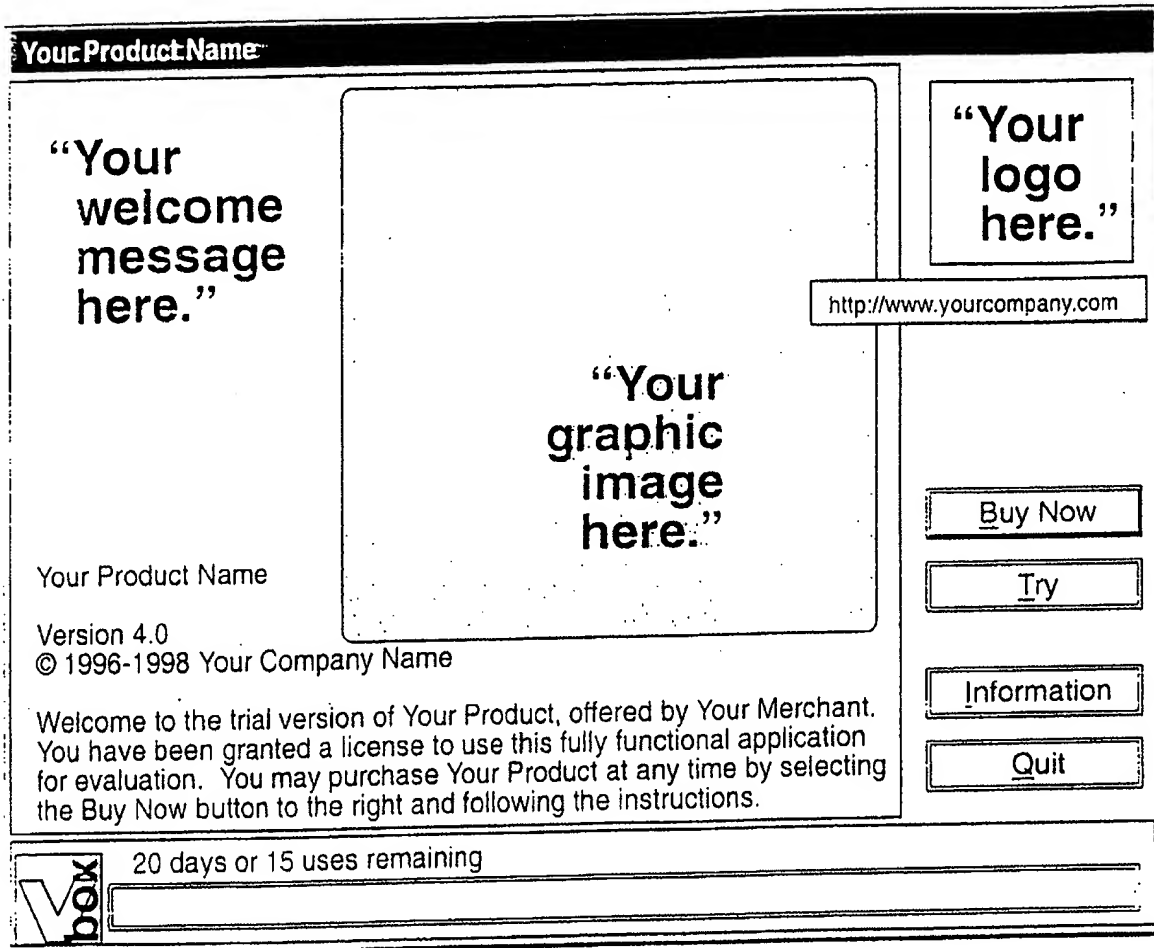 Your Product Name
“Your
welcome
message
here.”
“Your
graphic
image
here.”
“Your
logo
here.”
http://www.yourcompany.com
Buy Now
Try
Information
Quit
Your Product Name
Version 4.0
© 1996-1998 Your Company Name
Welcome to the trial version of Your Product, offered by Your Merchant.
You have been granted a license to use this fully functional application
for evaluation. You may purchase Your Product at any time by selecting
the Buy Now button to the right and following the instructions.
Vbox
20 days or 15 uses remaining